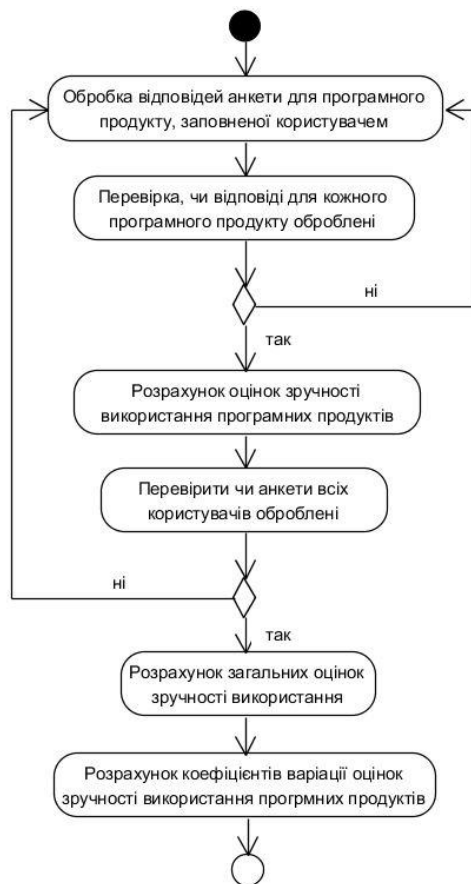 Обробка відповідей анкети для програмного
продукту, заповненої користувачем
Перевірка, чи відповіді для кожного
програмного продукту оброблені
ні
так
Розрахунок оцінок зручності
використання програмних продуктів
Перевірити чи анкети всіх
користувачів оброблені
ні
так
Розрахунок загальних оцінок
зручності використання
Розрахунок коефіцієнтів варіації оцінок
зручності використання прогрмних продуктів